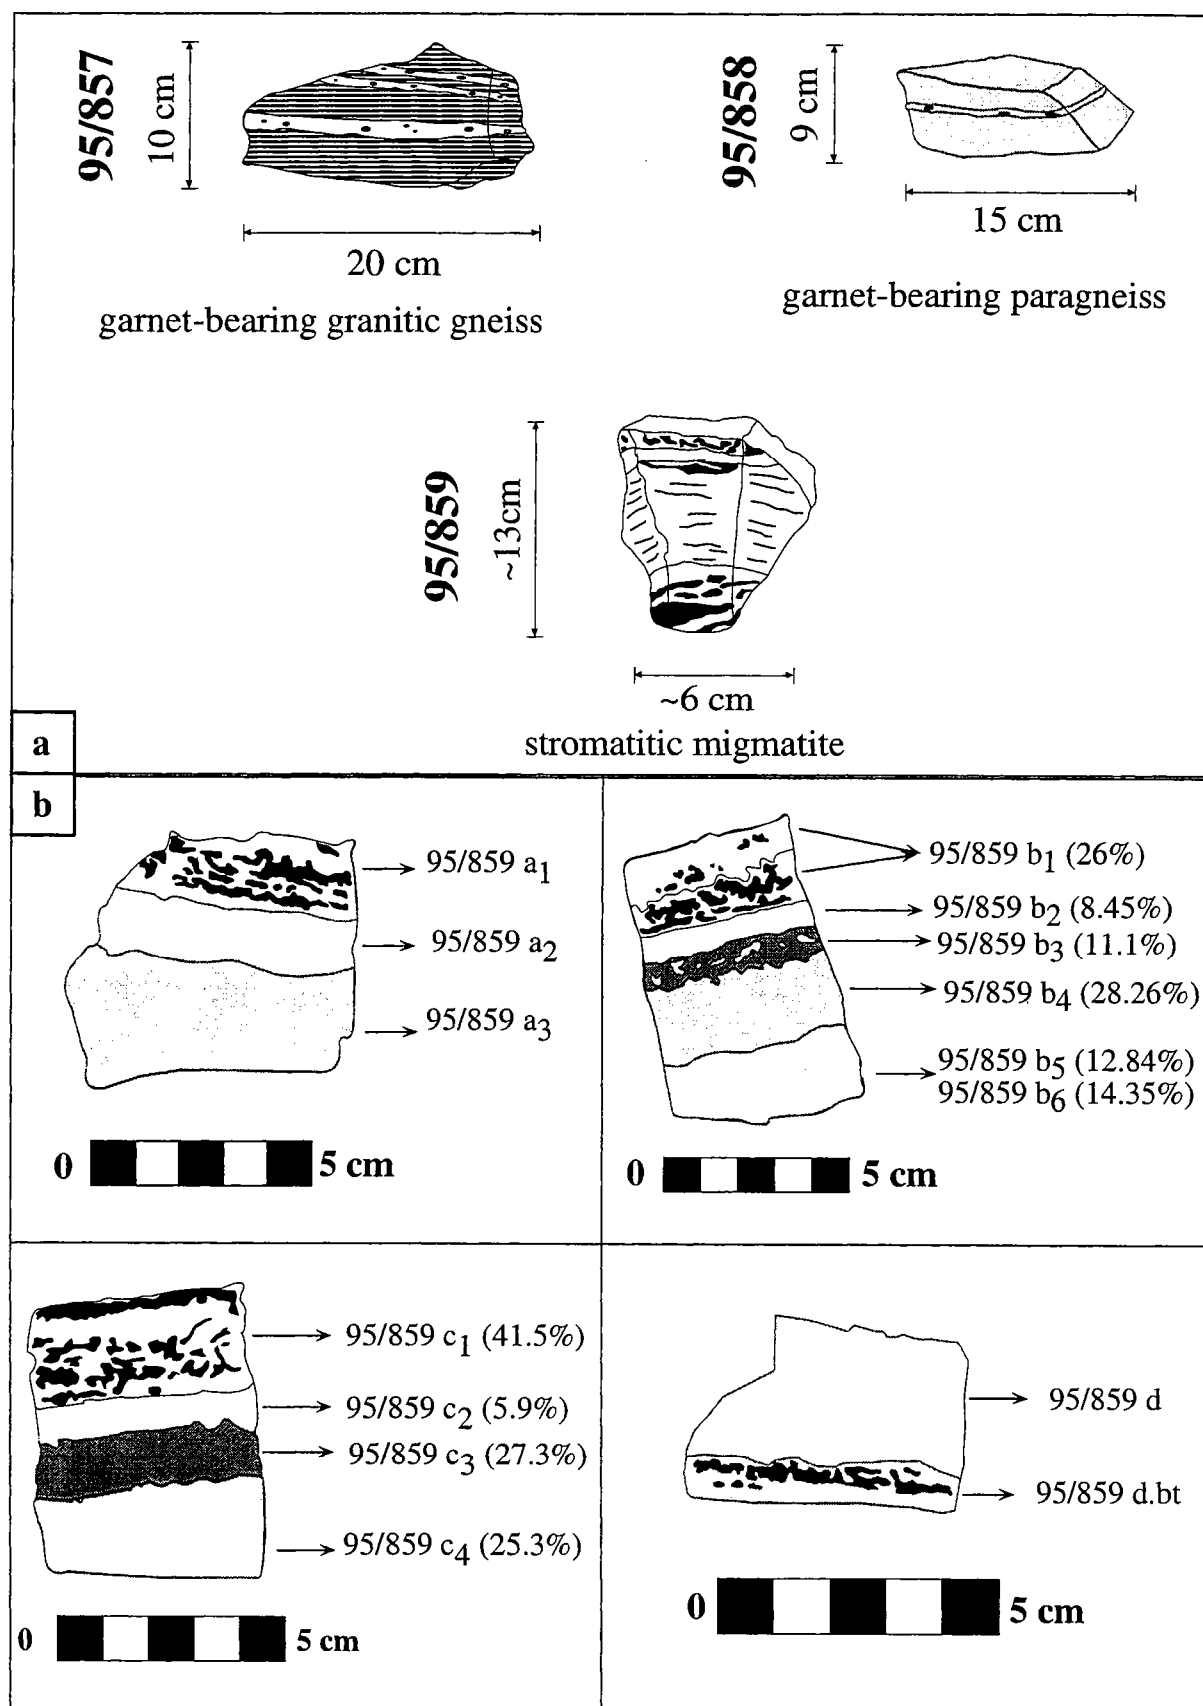 95/857
10 cm
20 cm
garnet-bearing granitic gneiss
95/858
9 cm
15 cm
garnet-bearing paragneiss
95/859
~13cm
~6 cm
stromatitic migmatite
a
b
95/859 a1
95/859 a2
95/859 a3
0 5 cm
95/859 b1 (26%)
95/859 b2 (8.45%)
95/859 b3 (11.1%)
95/859 b4 (28.26%)
95/859 b5 (12.84%)
95/859 b6 (14.35%)
0 5 cm
95/859 c1 (41.5%)
95/859 c2 (5.9%)
95/859 c3 (27.3%)
95/859 c4 (25.3%)
0 5 cm
95/859 d
95/859 d.bt
0 5 cm